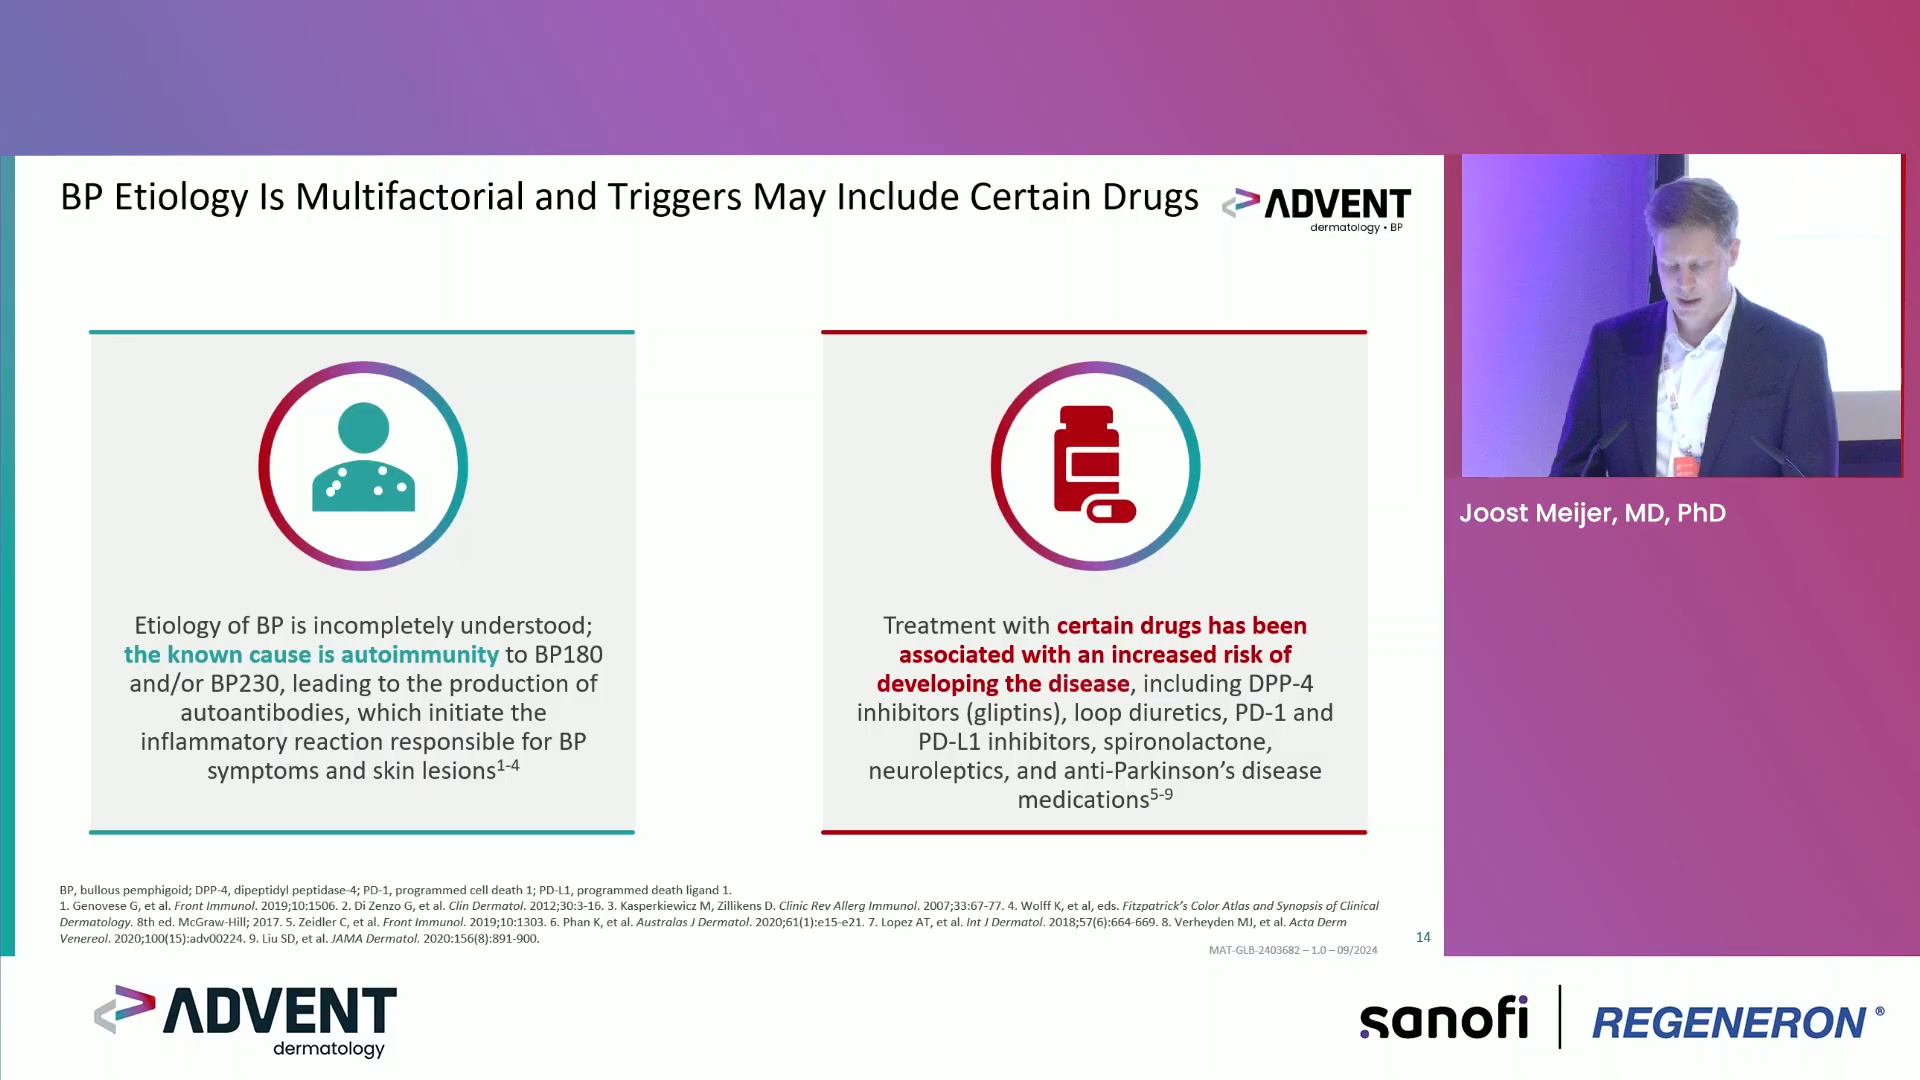 BP Etiology Is Multifactorial and Triggers May Include Certain Drugs
ADVENT
dermatology • BP
Etiology of BP is incompletely understood;
the known cause is autoimmunity to BP180
and/or BP230, leading to the production of
autoantibodies, which initiate the
inflammatory reaction responsible for BP
symptoms and skin lesions1-4
Treatment with certain drugs has been
associated with an increased risk of
developing the disease, including DPP-4
inhibitors (gliptins), loop diuretics, PD-1 and
PD-L1 inhibitors, spironolactone,
neuroleptics, and anti-Parkinson's disease
medications5-9
BP, bullous pemphigoid; DPP-4, dipeptidyl peptidase-4; PD-1, programmed cell death 1; PD-L1, programmed death ligand 1.
1. Genovese G, et al. Front Immunol. 2019;10:1506. 2. Di Zenzo G, et al. Clin Dermatol. 2012;30:3-16. 3. Kasperkiewicz M, Zillikens D. Clinic Rev Allerg Immunol. 2007;33:67-77. 4. Wolff K, et al, eds. Fitzpatrick's Color Atlas and Synopsis of Clinical
Dermatology. 8th ed. McGraw-Hill; 2017. 5. Zeidler C, et al. Front Immunol. 2019;10:1303. 6. Phan K, et al. Australas J Dermatol. 2020;61(1):e15-e21. 7. Lopez AT, et al. Int J Dermatol. 2018;57(6):664-669. 8. Verheyden MJ, et al. Acta Derm
Venereol. 2020;100(15):adv00224. 9. Liu SD, et al. JAMA Dermatol. 2020:156(8):891-900.
14
MAT-GLB-2403682 – 1.0 – 09/2024
Joost Meijer, MD, PhD
ADVENT
dermatology
sanofi
REGENERON®